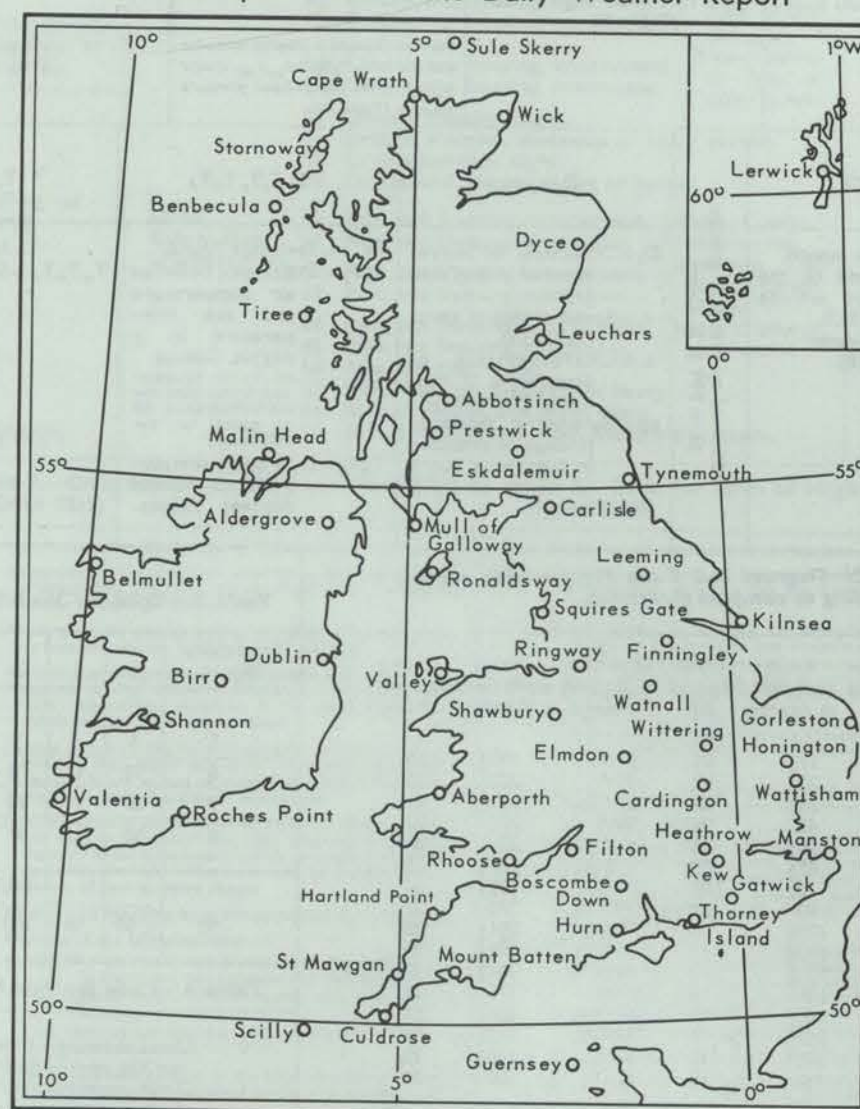 Daily Weather Report
10°
5°
Sule Skerry
1°W
Cape Wrath
Wick
Stornoway
Lerwick
60°
Benbecula
Dyce
Tiree
Leuchars
0°
Abbotsinch
Prestwick
Malin Head
Eskdalemuir
Tynemouth
55°
55°
Carlisle
Aldergrove
Mull of
Galloway
Leeming
Belmullet
Ronaldsway
Squires Gate
Kilnsea
Ringway
Finningley
Dublin
Birr
Valley
Watnall
Shawbury
Shannon
Wittering
Gorleston
Honington
Elmdon
Valentia
Aberporth
Cardington
Wattisham
Roches Point
Heathrow
Manston
Rhoose
Filton
Kew
Boscombe
Down
Gatwick
Hartland Point
Thorney
Island
Hurn
St Mawgan
Mount Batten
50°
50°
Scilly
Culdrose
Guernsey
10°
5°
0°